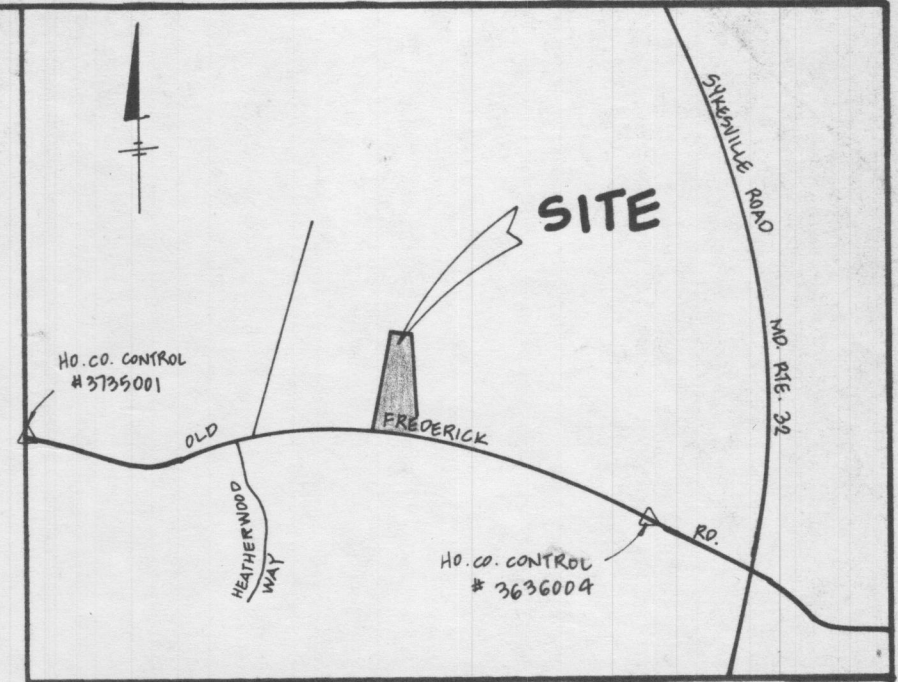 SYKESVILLE ROAD
SITE
MD. RTE. 32
HO.CO. CONTROL
#3735001
OLD
FREDERICK
RD.
HEATHERWOOD
WAY
HO.CO. CONTROL
# 3636004